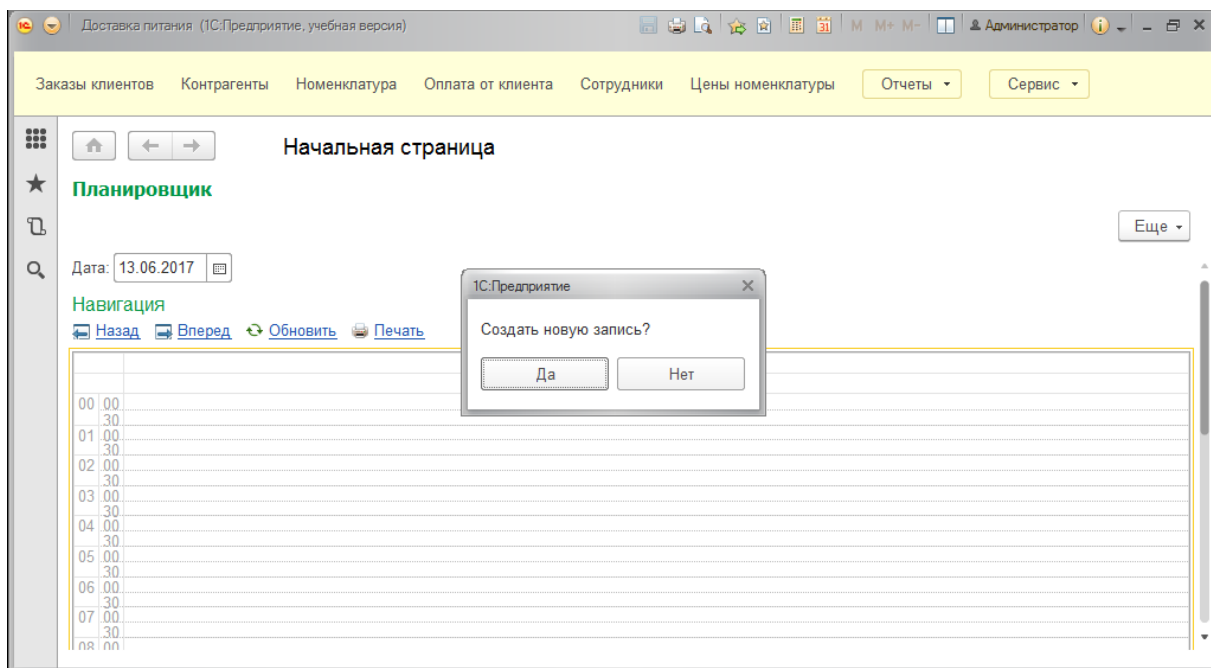 Доставка питания (1С:Предприятие, учебная версия) M M+ M- Администратор
Заказы клиентов Контрагенты Номенклатура Оплата от клиента Сотрудники Цены номенклатуры Отчеты Сервис
Начальная страница
Планировщик
Еще
Дата: 13.06.2017
Навигация
Назад Вперед Обновить Печать
1С:Предприятие
Создать новую запись?
Да Нет
00 00
30
01 00
30
02 00
30
03 00
30
04 00
30
05 00
30
06 00
30
07 00
30
08 00